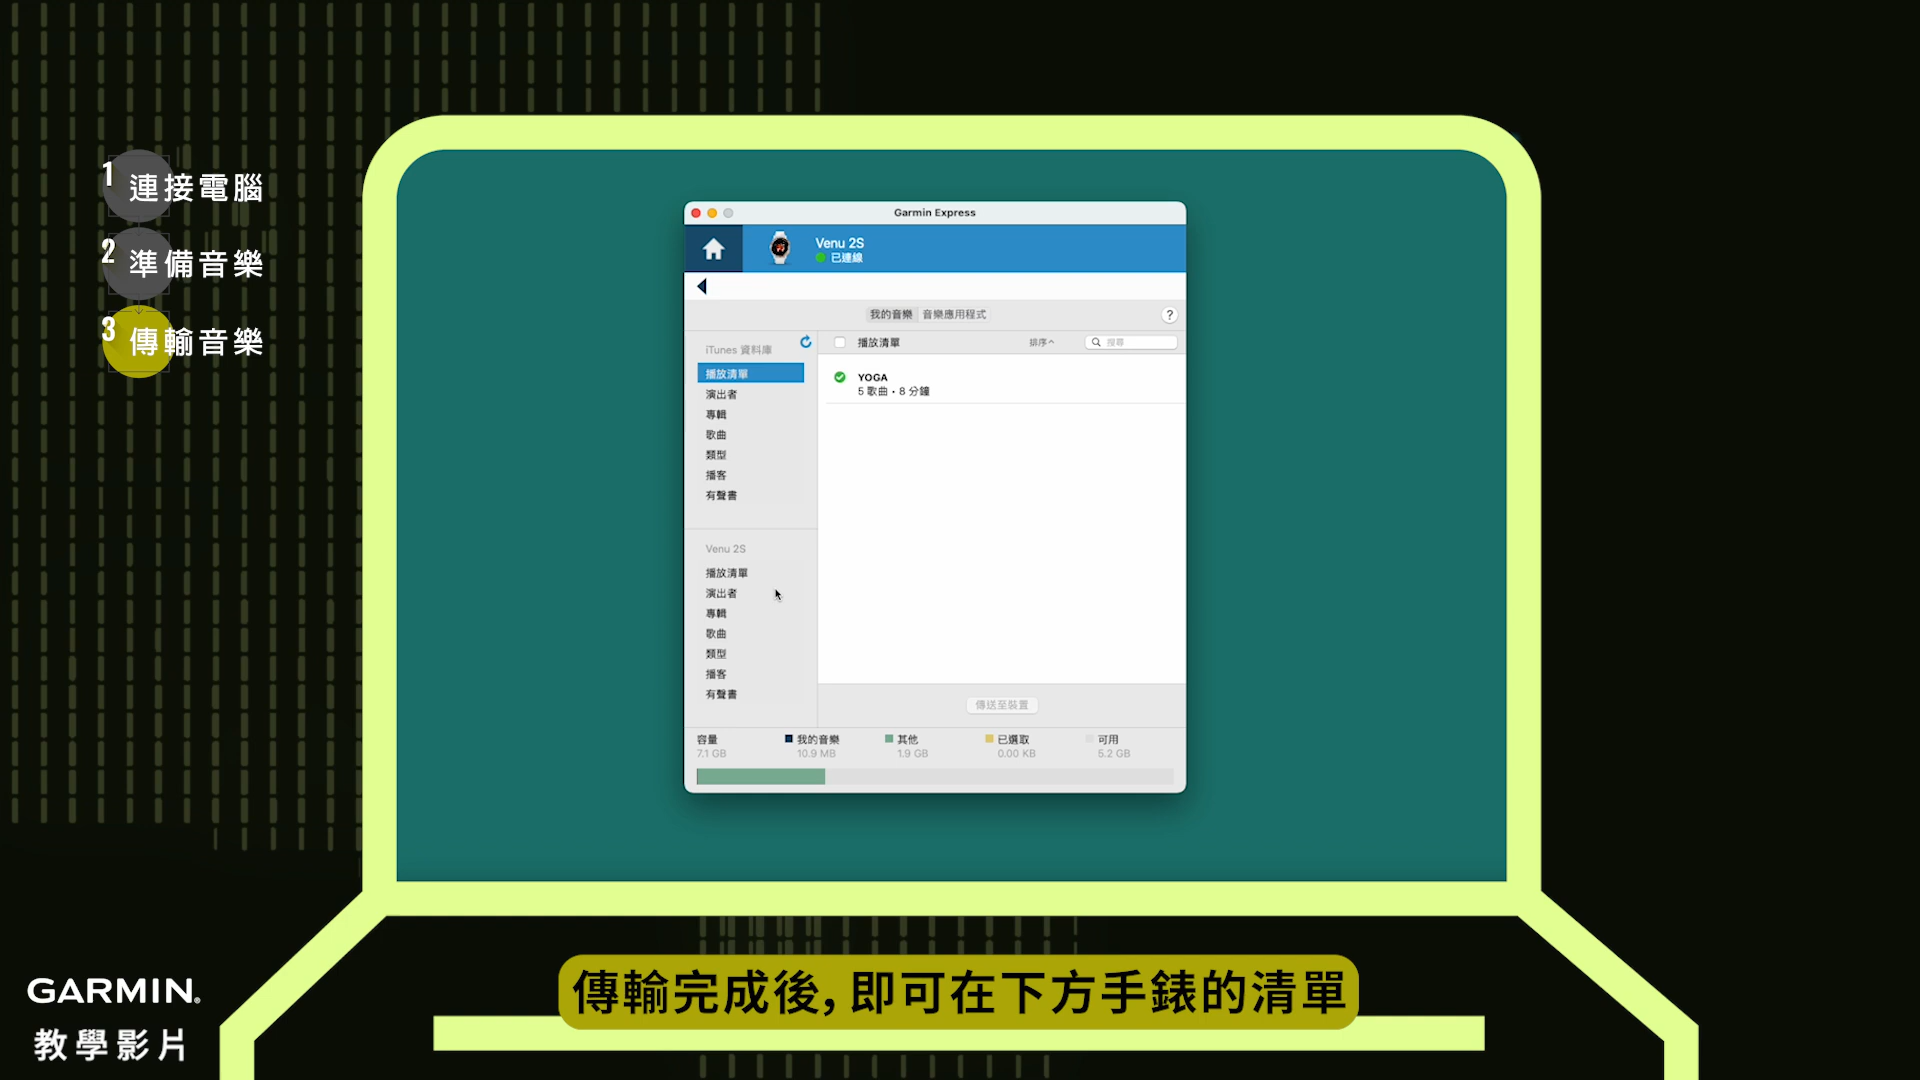 1 連接電腦
2 準備音樂
3 傳輸音樂
Garmin Express
Venu 2S
已連線
我的音樂 音樂應用程式 ?
iTunes 資料庫
播放清單
演出者
專輯
歌曲
類型
播客
有聲書
播放清單 排序^ 搜尋
YOGA
5 歌曲 • 8 分鐘
Venu 2S
播放清單
演出者
專輯
歌曲
類型
播客
有聲書
傳送至裝置
容量 我的音樂 其他 已選取 可用
7.1 GB 10.9 MB 1.9 GB 0.00 KB 5.2 GB
傳輸完成後, 即可在下方手錶的清單
GARMIN®
教學影片